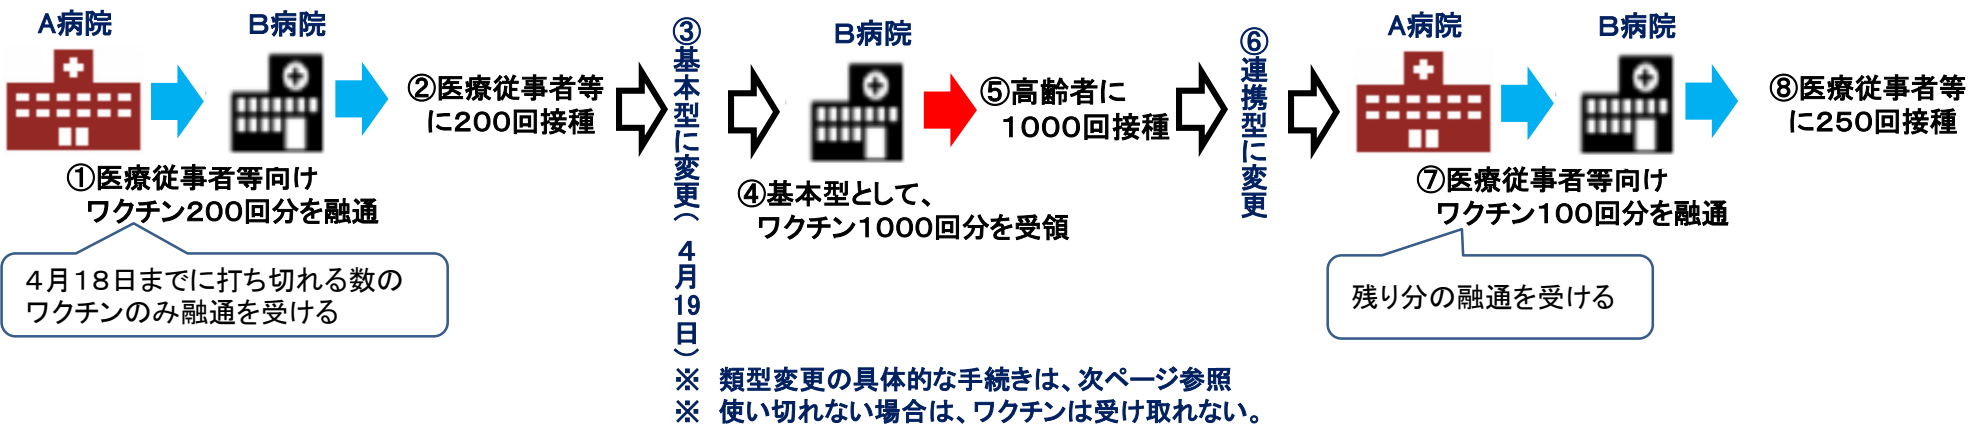 A病院
B病院
②医療従事者等
に200回接種
①医療従事者等向け
ワクチン200回分を融通
4月18日までに打ち切れる数の
ワクチンのみ融通を受ける
③基本型に変更(4月19日)
B病院
⑤高齢者に
1000回接種
④基本型として、
ワクチン1000回分を受領
⑥連携型に変更
A病院
B病院
⑧医療従事者等
に250回接種
⑦医療従事者等向け
ワクチン100回分を融通
残り分の融通を受ける
※ 類型変更の具体的な手続きは、次ページ参照
※ 使い切れない場合は、ワクチンは受け取れない。